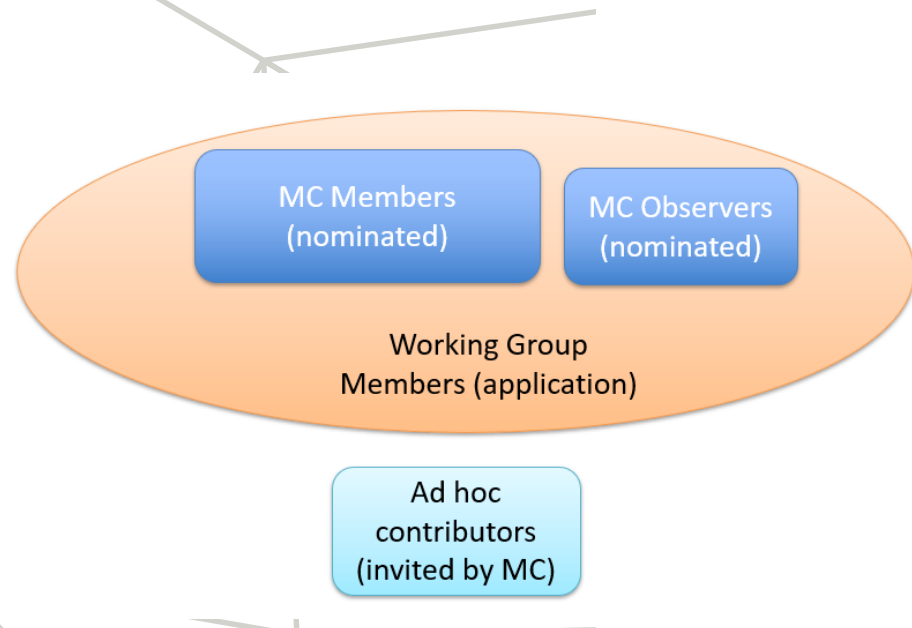 MC Members
(nominated)
MC Observers
(nominated)
Working Group
Members (application)
Ad hoc
contributors
(invited by MC)